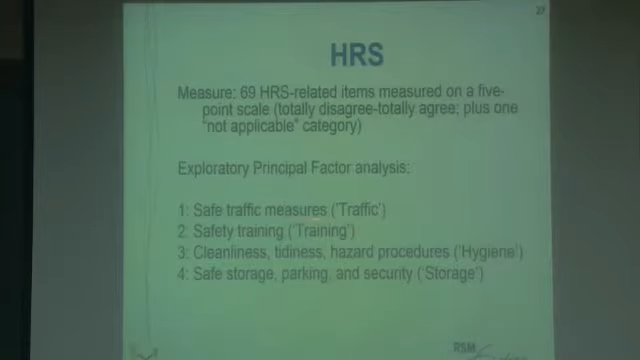 27
HRS
Measure: 69 HRS-related items measured on a five-
point scale (totally disagree-totally agree; plus one
"not applicable" category)
Exploratory Principal Factor analysis:
1: Safe traffic measures ('Traffic')
2: Safety training ('Training')
3: Cleanliness, tidiness, hazard procedures ('Hygiene')
4: Safe storage, parking, and security ('Storage')
RSM